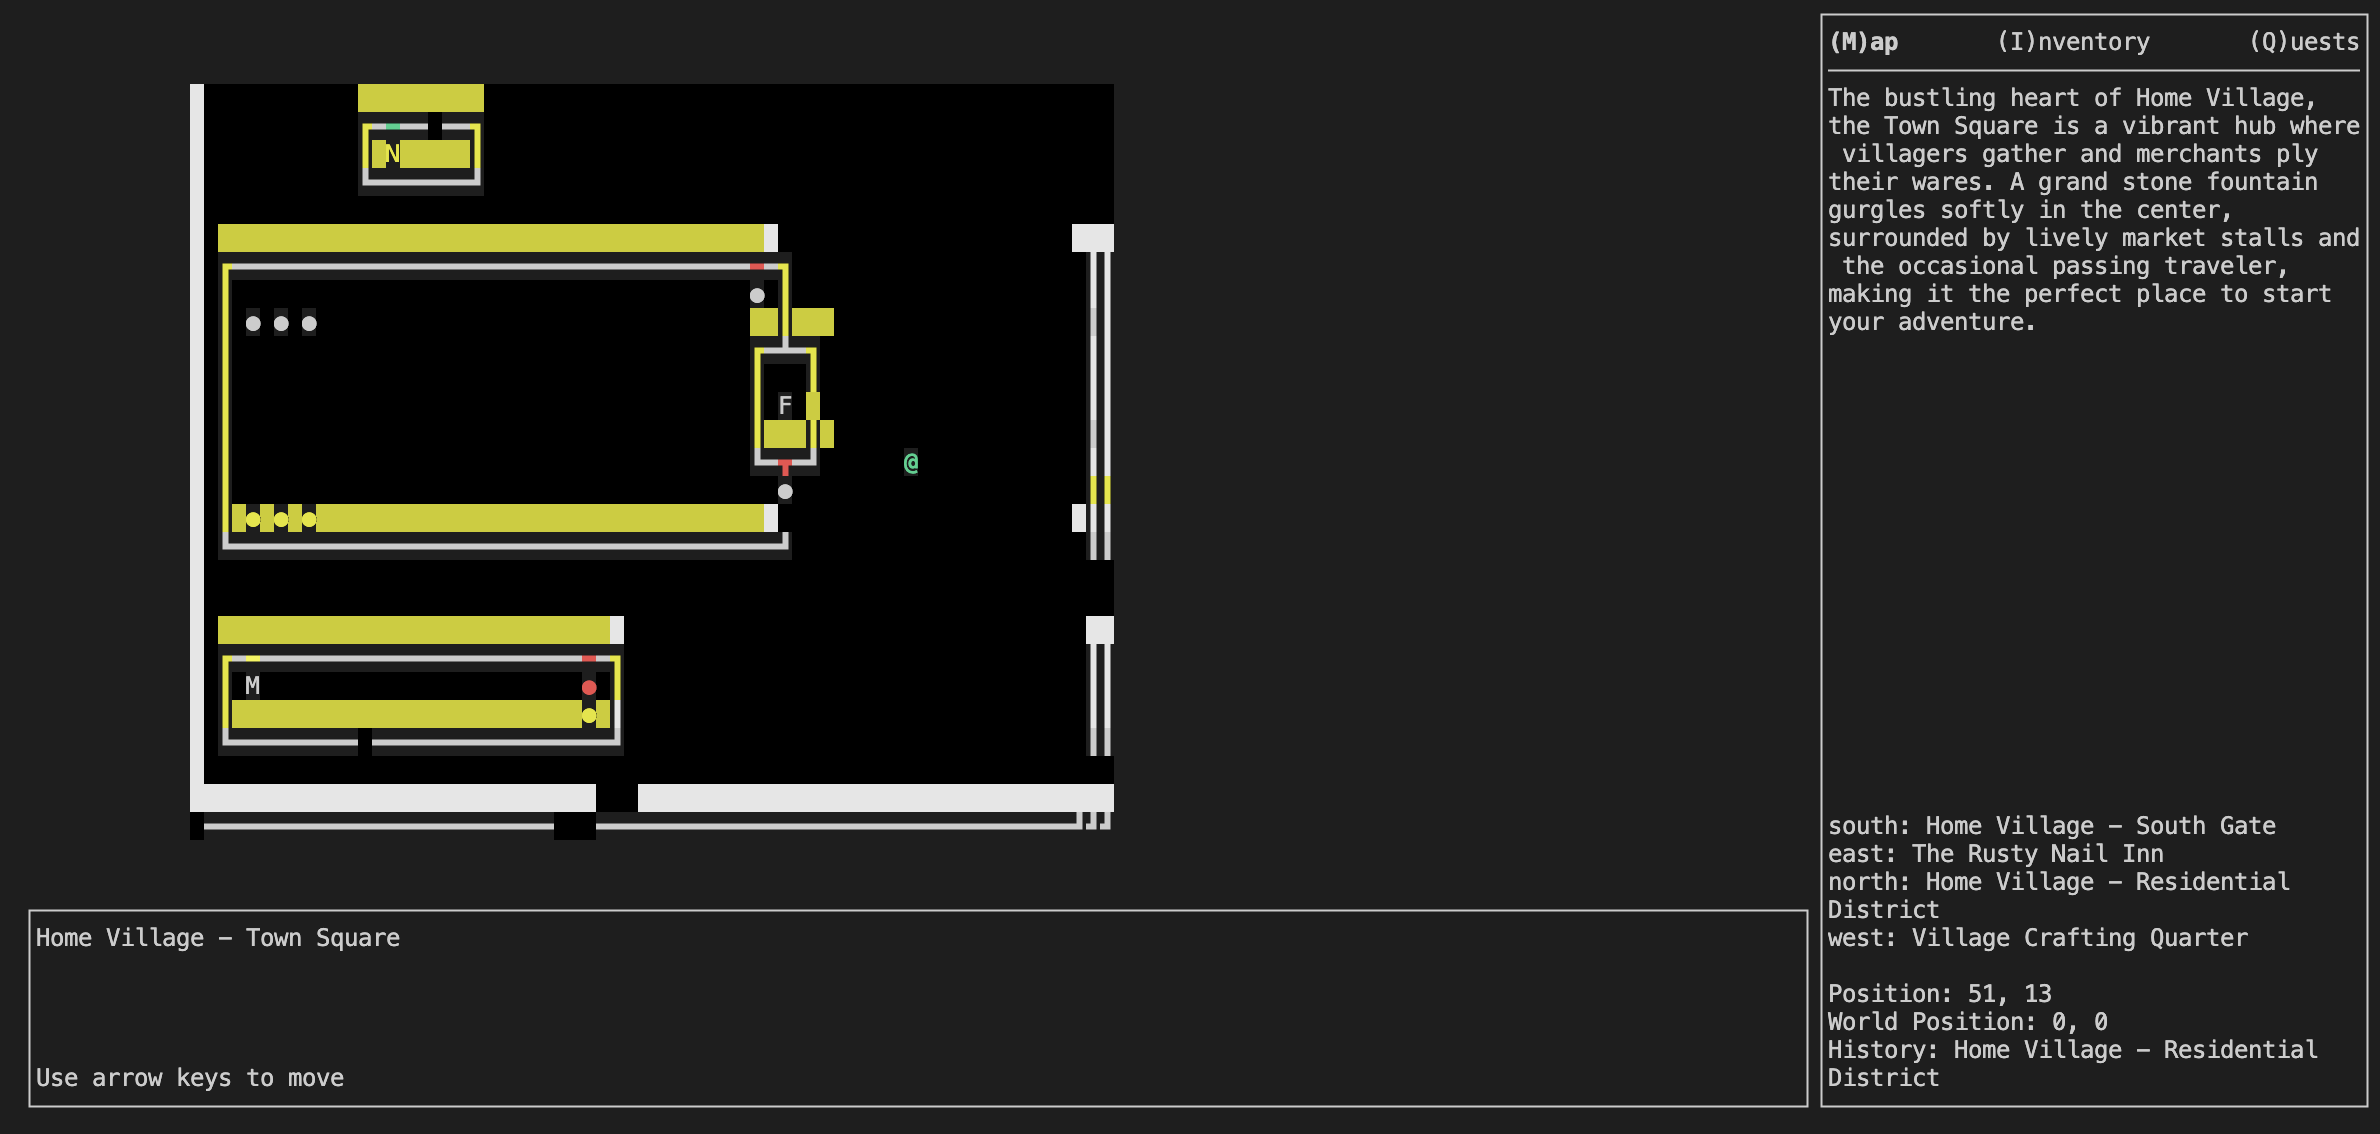 (M)ap (I)nventory (Q)uests
The bustling heart of Home Village,
the Town Square is a vibrant hub where
villagers gather and merchants ply
their wares. A grand stone fountain
gurgles softly in the center,
surrounded by lively market stalls and
the occasional passing traveler,
making it the perfect place to start
your adventure.
N
F
@
M
south: Home Village – South Gate
east: The Rusty Nail Inn
north: Home Village – Residential
District
west: Village Crafting Quarter
Position: 51, 13
World Position: 0, 0
History: Home Village – Residential
District
Home Village – Town Square
Use arrow keys to move